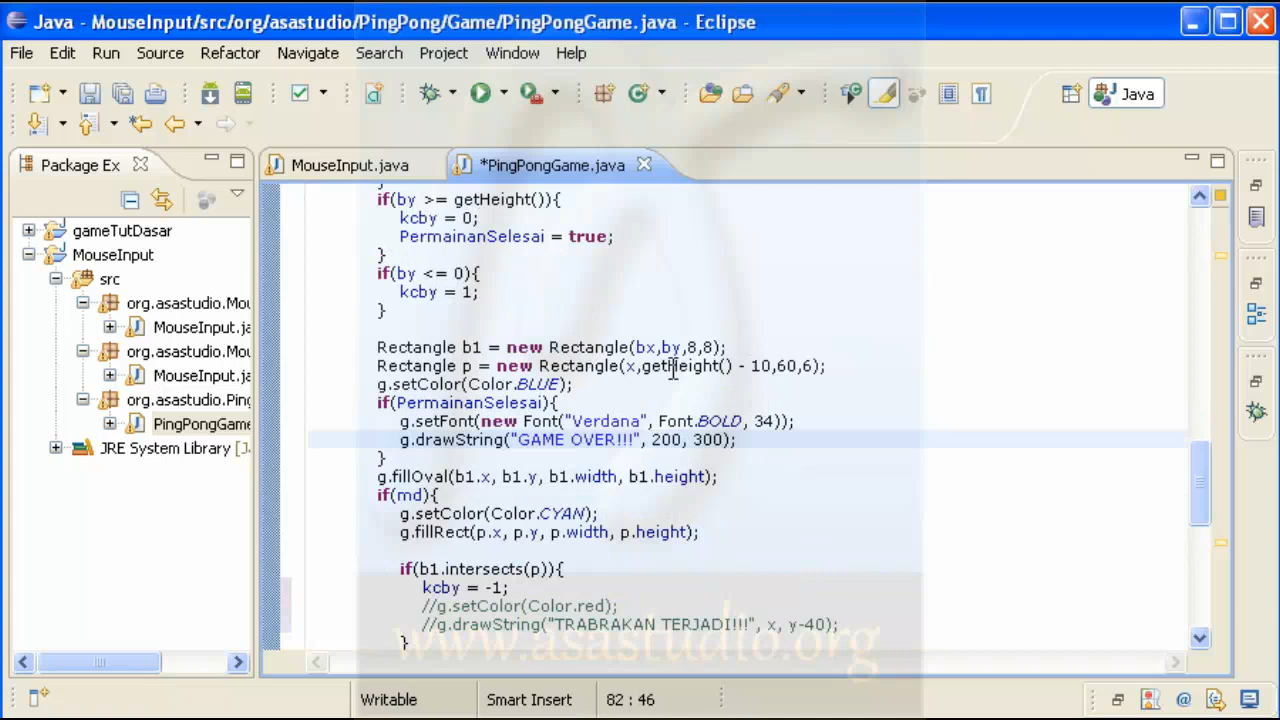 Java - MouseInput/src/org/asastudio/PingPong/Game/PingPongGame.java - Eclipse
File Edit Run Source Refactor Navigate Search Project Window Help
Java
Package Ex
MouseInput.java
*PingPongGame.java
gameTutDasar
MouseInput
src
org.asastudio.Mou
MouseInput.ja
org.asastudio.Mou
MouseInput.ja
org.asastudio.Ping
PingPongGame
JRE System Library [J
}
if(by >= getHeight()){
kcby = 0;
PermainanSelesai = true;
}
if(by <= 0){
kcby = 1;
}
Rectangle b1 = new Rectangle(bx,by,8,8);
Rectangle p = new Rectangle(x,getHeight() - 10,60,6);
g.setColor(Color.BLUE);
if(PermainanSelesai){
g.setFont(new Font("Verdana", Font.BOLD, 34));
g.drawString("GAME OVER!!!", 200, 300);
}
g.fillOval(b1.x, b1.y, b1.width, b1.height);
if(md){
g.setColor(Color.CYAN);
g.fillRect(p.x, p.y, p.width, p.height);
if(b1.intersects(p)){
kcby = -1;
//g.setColor(Color.red);
//g.drawString("TRABRAKAN TERJADI!!!", x, y-40);
}
www.asastudio.org
Writable Smart Insert 82 : 46